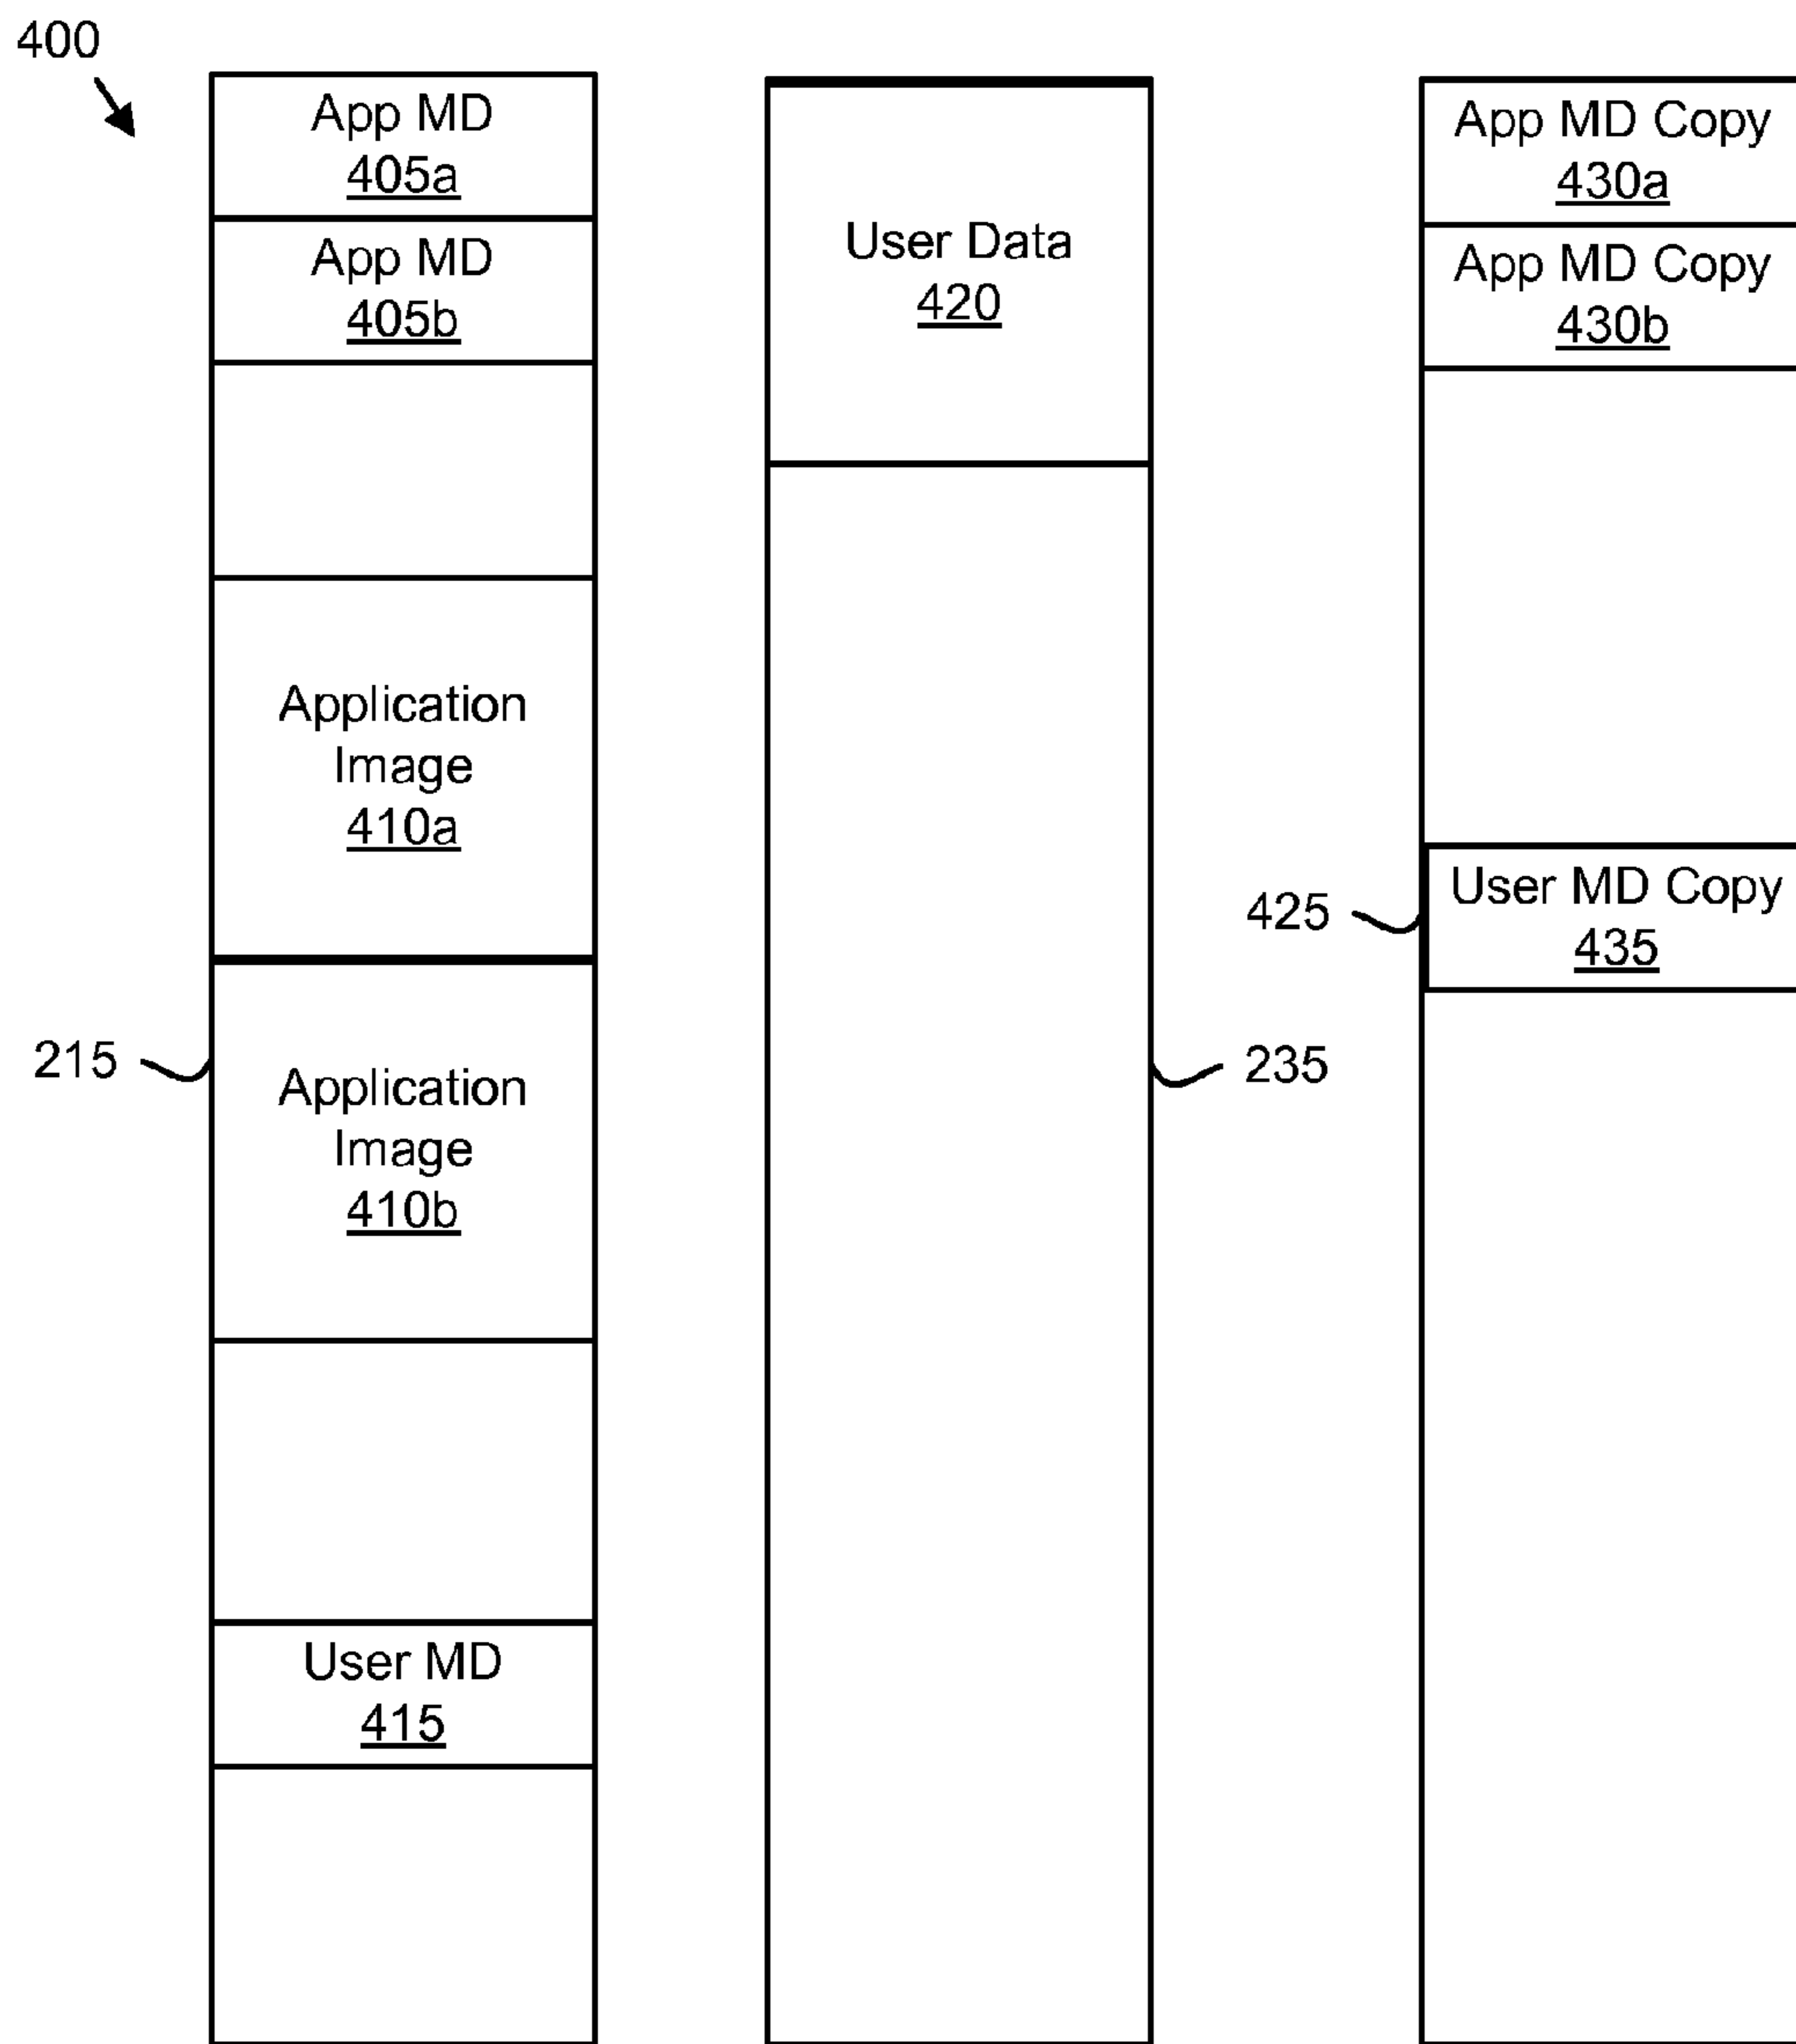 400
App MD
405a
App MD
405b
Application
Image
410a
215
Application
Image
410b
User MD
415
User Data
420
235
App MD Copy
430a
App MD Copy
430b
425
User MD Copy
435